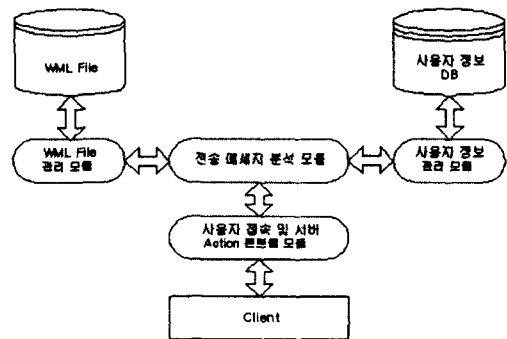 WML File
사용자 정보
DB
WML File
관리 모듈
전송 메세지 분석 모듈
사용자 정보
관리 모듈
사용자 접속 및 서버
Action 콘트롤 모듈
Client